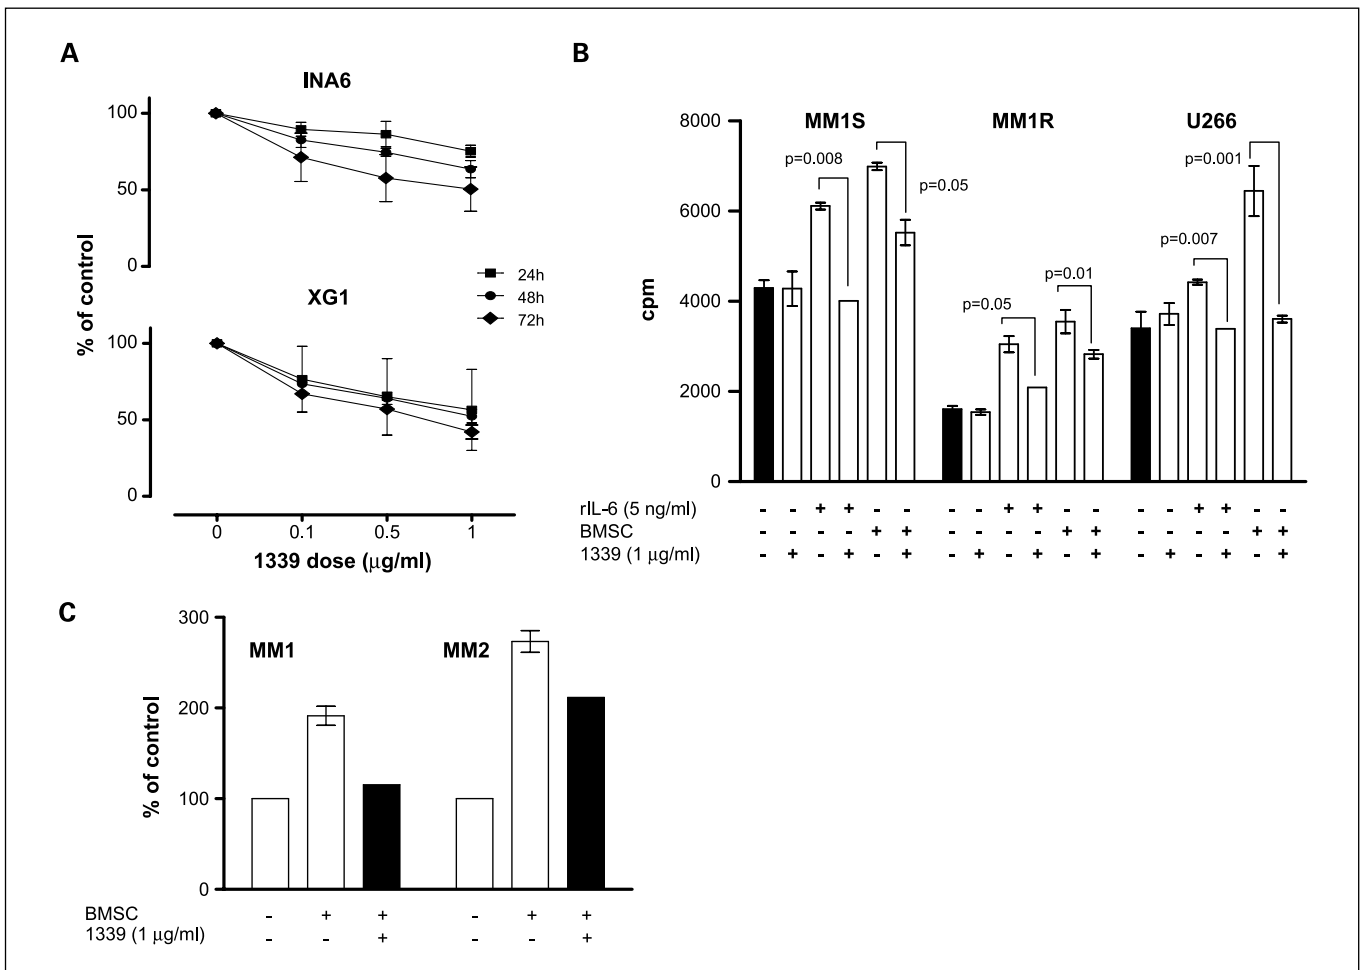 A
INA6
100
50
0
% of control
XG1
100
50
0
24h
48h
72h
0 0.1 0.5 1
1339 dose (μg/ml)
B
MM1S MM1R U266
8000
6000
4000
2000
0
cpm
p=0.008
p=0.05
p=0.05
p=0.01
p=0.007
p=0.001
rIL-6 (5 ng/ml) - - + + - - - - + + - - - - + + - -
BMSC - - - - + + - - - - + + - - - - + +
1339 (1 μg/ml) - + - + - + - + - + - + - + - + - +
C
MM1 MM2
300
200
100
0
% of control
BMSC - + + - + +
1339 (1 μg/ml) - - + - - +